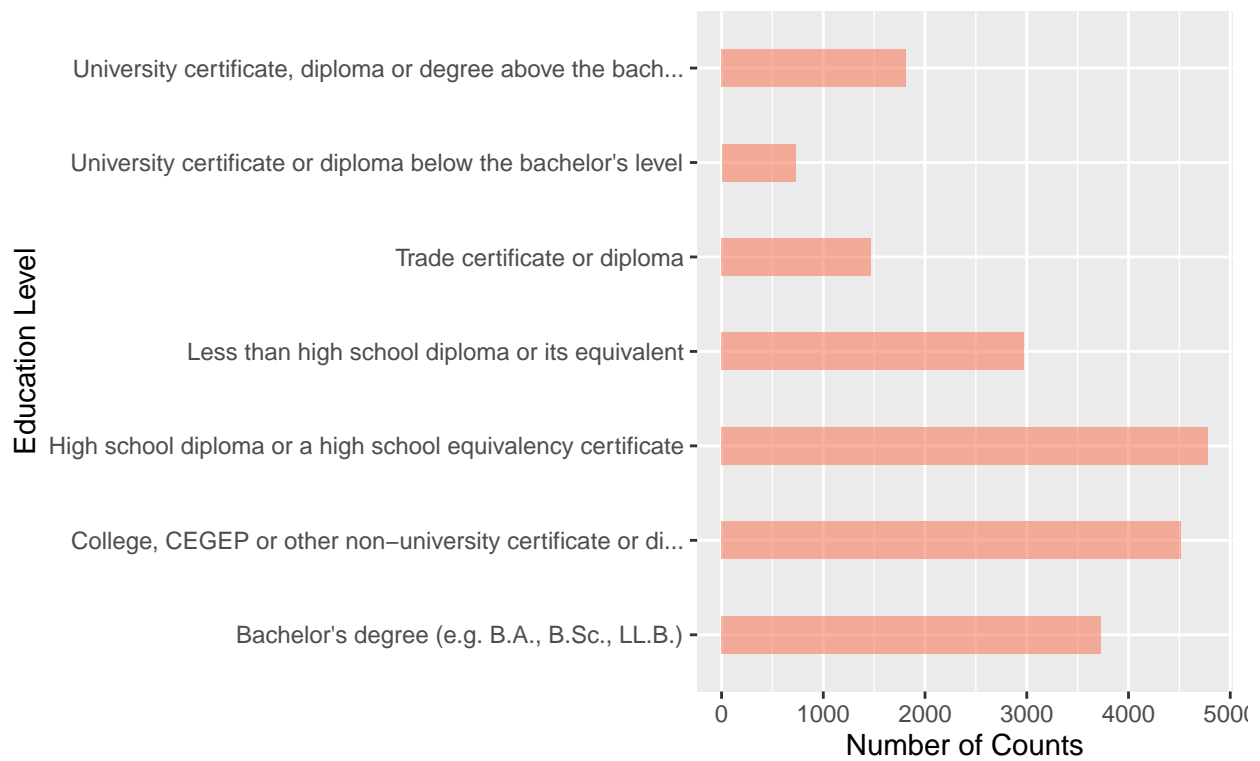 University certificate, diploma or degree above the bach...
University certificate or diploma below the bachelor's level
Trade certificate or diploma
Less than high school diploma or its equivalent
High school diploma or a high school equivalency certificate
College, CEGEP or other non−university certificate or di...
Bachelor's degree (e.g. B.A., B.Sc., LL.B.)
Education Level
0 1000 2000 3000 4000 5000
Number of Counts